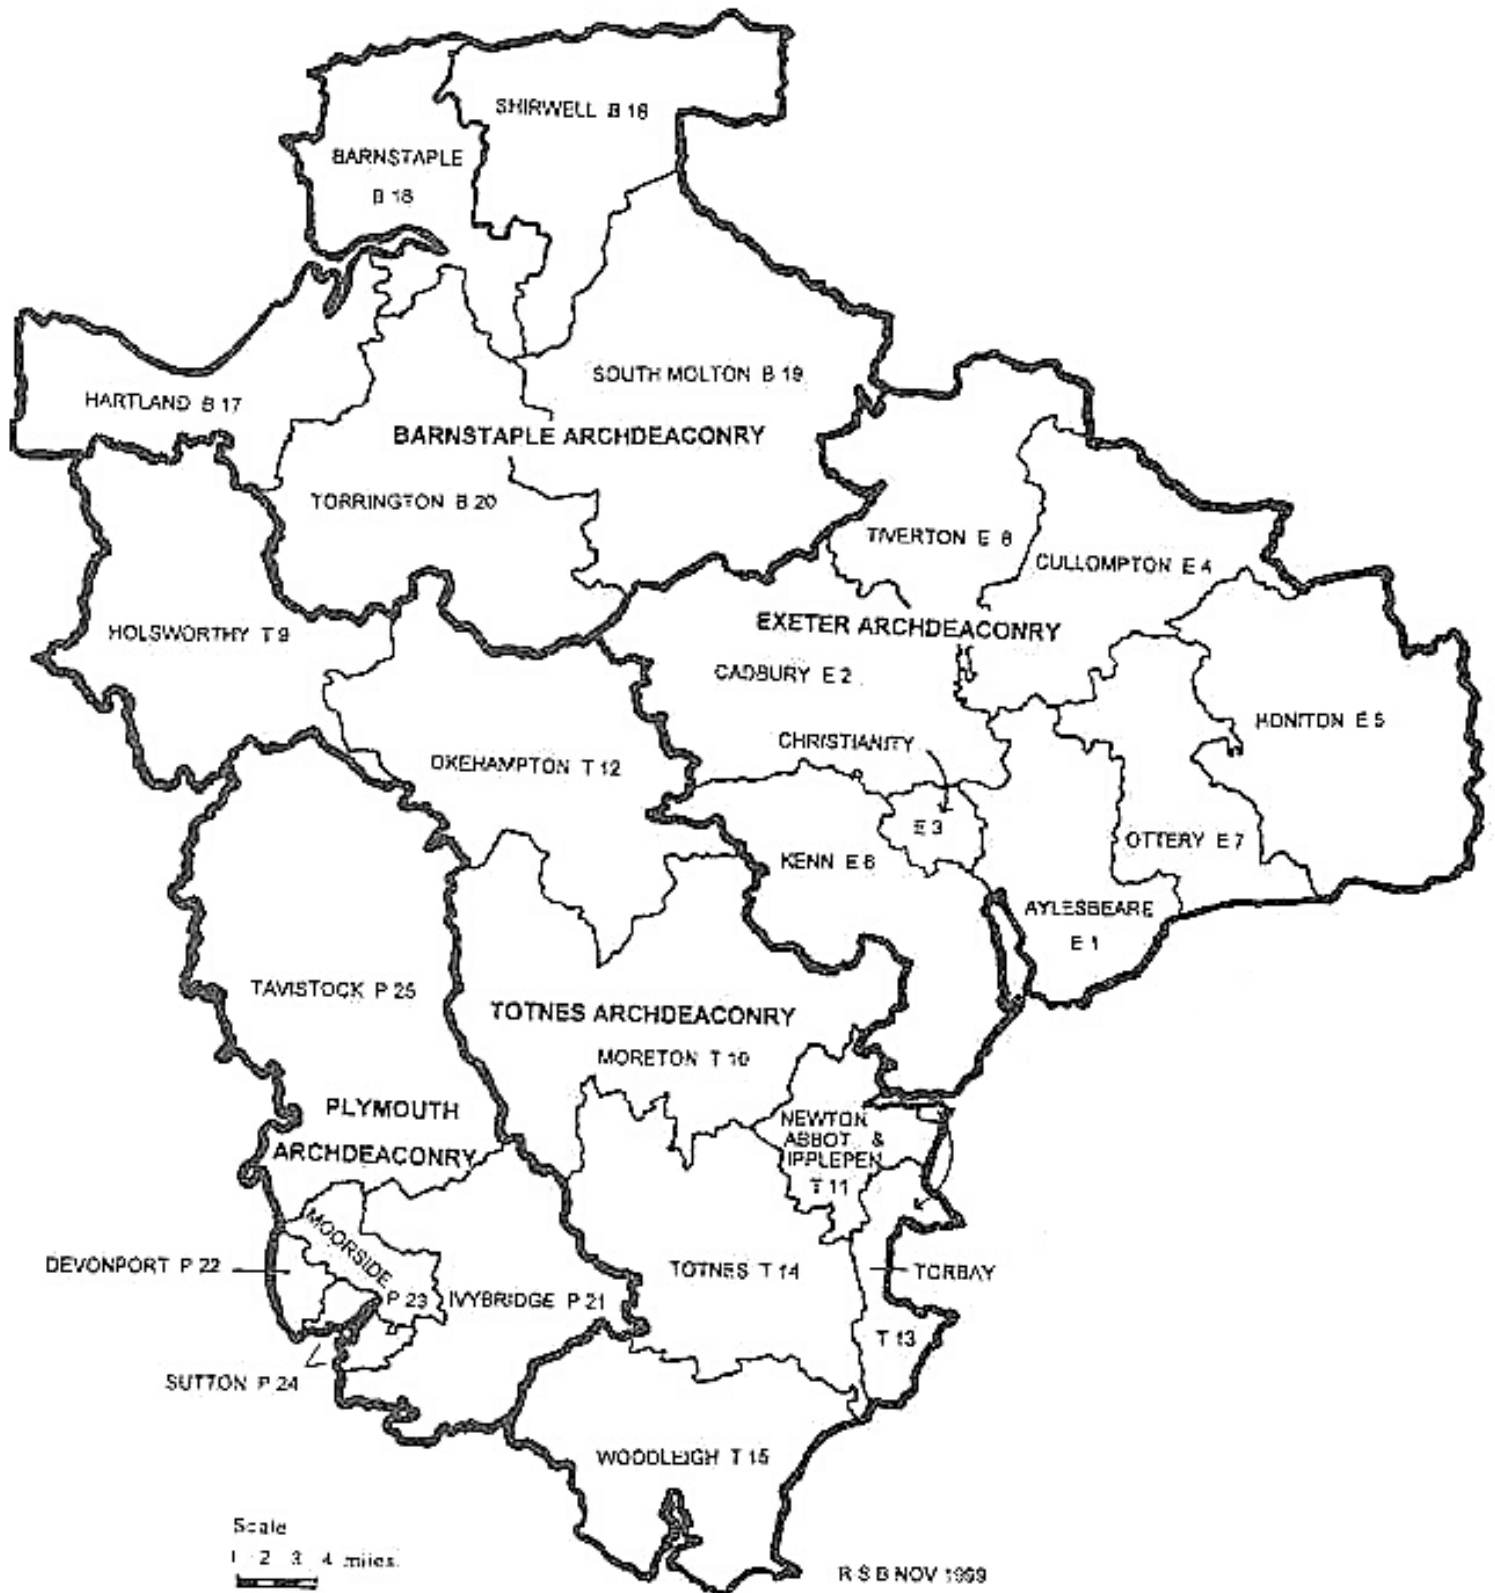 SHIRWELL B 16
BARNSTAPLE
B 18
SOUTH MOLTON B 19
HARTLAND B 17
BARNSTAPLE ARCHDEACONRY
TORRINGTON B 20
TIVERTON E 8
CULLOMPTON E 4
HOLSWORTHY T 9
EXETER ARCHDEACONRY
CADBURY E 2
HONITON E 5
CHRISTIANITY
OKEHAMPTON T 12
E 3
OTTERY E 7
KENN E 6
AYLESBEARE
E 1
TAVISTOCK P 25
TOTNES ARCHDEACONRY
MORETON T 10
PLYMOUTH
ARCHDEACONRY
NEWTON
ABBOT &
IPPLEPEN
T 11
MOORSIDE
P 23
DEVONPORT P 22
IVYBRIDGE P 21
TOTNES T 14
TORBAY
T 13
SUTTON P 24
WOODLEIGH T 15
Scale
1 2 3 4 miles.
R S B NOV 1999